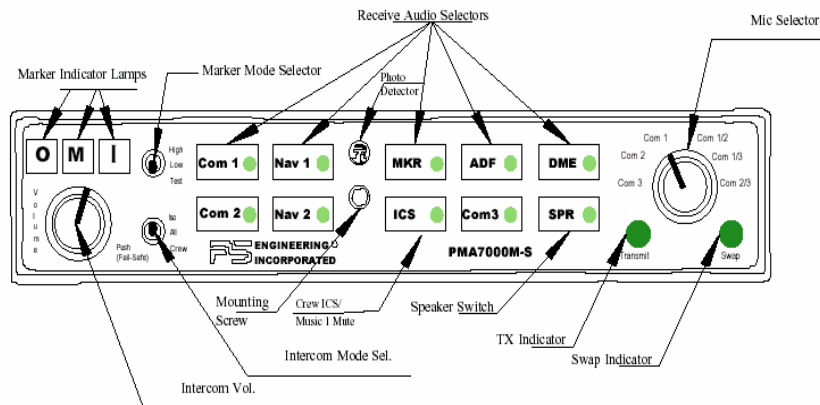 Receive Audio Selectors
Mic Selector
Marker Indicator Lamps
Marker Mode Selector
Photo
Detector
O M I
High
Low
Test
Com 1
Nav 1
MKR
ADF
DME
Com 1
Com 2
Com 3
Com 1/2
Com 1/3
Com 2/3
Volume
Iso
All
Crew
Push
(Fail-Safe)
Com 2
Nav 2
ICS
Com3
SPR
PS ENGINEERING
INCORPORATED
PMA7000M-S
Transmit
Swap
Mounting
Screw
Crew ICS/
Music 1 Mute
Speaker Switch
TX Indicator
Swap Indicator
Intercom Mode Sel.
Intercom Vol.